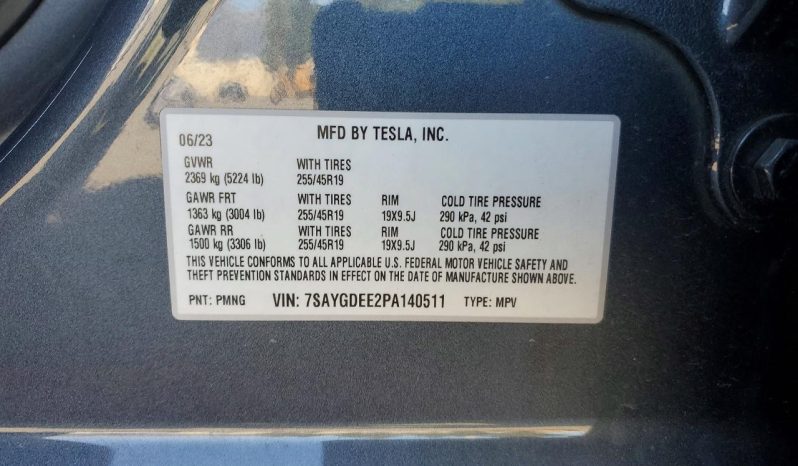 06/23 MFD BY TESLA, INC.
GVWR WITH TIRES
2369 kg (5224 lb) 255/45R19
GAWR FRT WITH TIRES RIM COLD TIRE PRESSURE
1363 kg (3004 lb) 255/45R19 19X9.5J 290 kPa, 42 psi
GAWR RR WITH TIRES RIM COLD TIRE PRESSURE
1500 kg (3306 lb) 255/45R19 19X9.5J 290 kPa, 42 psi
THIS VEHICLE CONFORMS TO ALL APPLICABLE U.S. FEDERAL MOTOR VEHICLE SAFETY AND
THEFT PREVENTION STANDARDS IN EFFECT ON THE DATE OF MANUFACTURE SHOWN ABOVE.
PNT: PMNG VIN: 7SAYGDEE2PA140511 TYPE: MPV